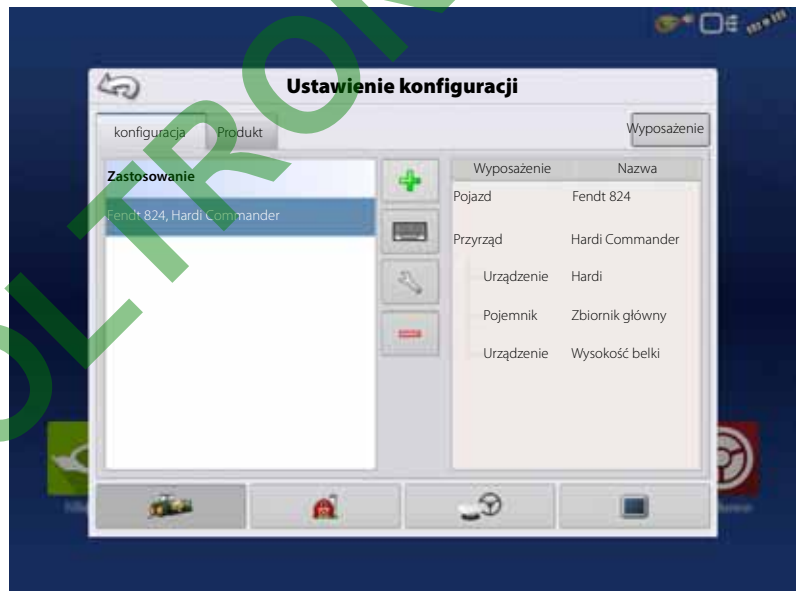 Ustawienie konfiguracji
konfiguracja
Produkt
Wyposażenie
Zastosowanie
Fendt 824, Hardi Commander
Wyposażenie Nazwa
Pojazd Fendt 824
Przyrząd Hardi Commander
Urządzenie Hardi
Pojemnik Zbiornik główny
Urządzenie Wysokość belki
OLTRON